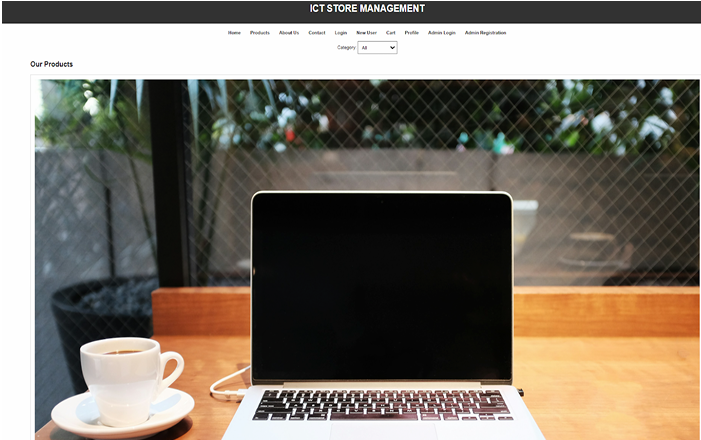 ICT STORE MANAGEMENT
Home Products About Us Contact Login New User Cart Profile Admin Login Admin Registration
Category: All
Our Products